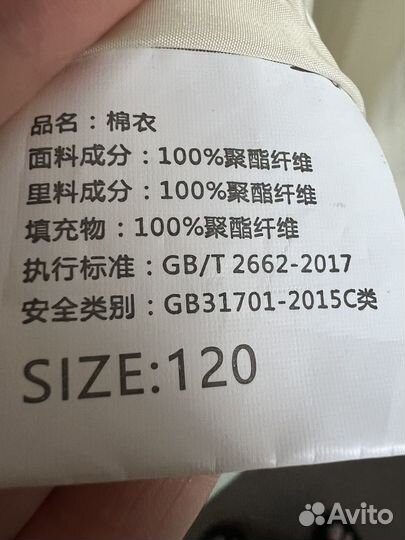 品名：棉衣
面料成分：100%聚酯纤维
里料成分：100%聚酯纤维
填充物：100%聚酯纤维
执行标准：GB/T 2662-2017
安全类别：GB31701-2015C类
SIZE:120
Avito